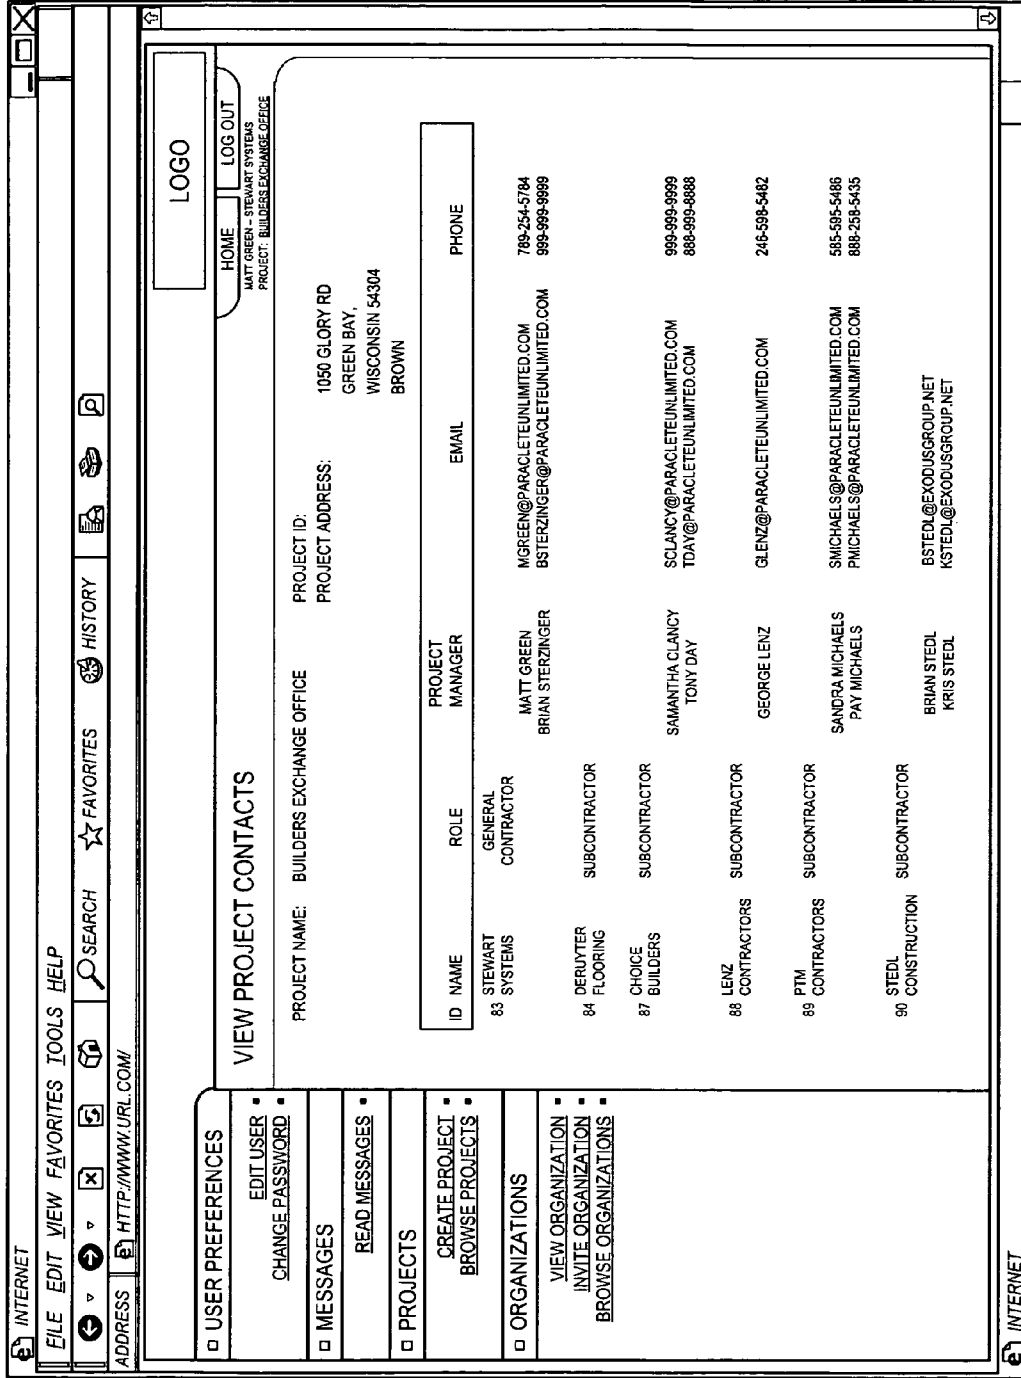 INTERNET
FILE EDIT VIEW FAVORITES TOOLS HELP
SEARCH FAVORITES HISTORY
ADDRESS HTTP://WWW.URL.COM/
LOGO
HOME LOG OUT
MATT GREEN – STEWART SYSTEMS
PROJECT: BUILDERS EXCHANGE OFFICE
USER PREFERENCES
EDIT USER
CHANGE PASSWORD
MESSAGES
READ MESSAGES
PROJECTS
CREATE PROJECT
BROWSE PROJECTS
ORGANIZATIONS
VIEW ORGANIZATION
INVITE ORGANIZATION
BROWSE ORGANIZATIONS
VIEW PROJECT CONTACTS
PROJECT NAME: BUILDERS EXCHANGE OFFICE PROJECT ID:
PROJECT ADDRESS: 1050 GLORY RD
GREEN BAY,
WISCONSIN 54304
BROWN
PROJECT
ID NAME ROLE MANAGER EMAIL PHONE
83 STEWART GENERAL
SYSTEMS CONTRACTOR
MATT GREEN MGREEN@PARACLETEUNLIMITED.COM 789-254-5784
BRIAN STERZINGER BSTERZINGER@PARACLETEUNLIMITED.COM 999-999-9999
84 DERUYTER SUBCONTRACTOR
FLOORING
87 CHOICE SUBCONTRACTOR
BUILDERS
SAMANTHA CLANCY SCLANCY@PARACLETEUNLIMITED.COM 999-999-9999
TONY DAY TDAY@PARACLETEUNLIMITED.COM 888-999-8888
88 LENZ SUBCONTRACTOR
CONTRACTORS
GEORGE LENZ GLENZ@PARACLETEUNLIMITED.COM 246-598-5482
89 PTM SUBCONTRACTOR
CONTRACTORS
SANDRA MICHAELS SMICHAELS@PARACLETEUNLIMITED.COM 585-595-5486
PAY MICHAELS PMICHAELS@PARACLETEUNLIMITED.COM 888-258-5435
90 STEDL SUBCONTRACTOR
CONSTRUCTION
BRIAN STEDL BSTEDL@EXODUSGROUP.NET
KRIS STEDL KSTEDL@EXODUSGROUP.NET
INTERNET